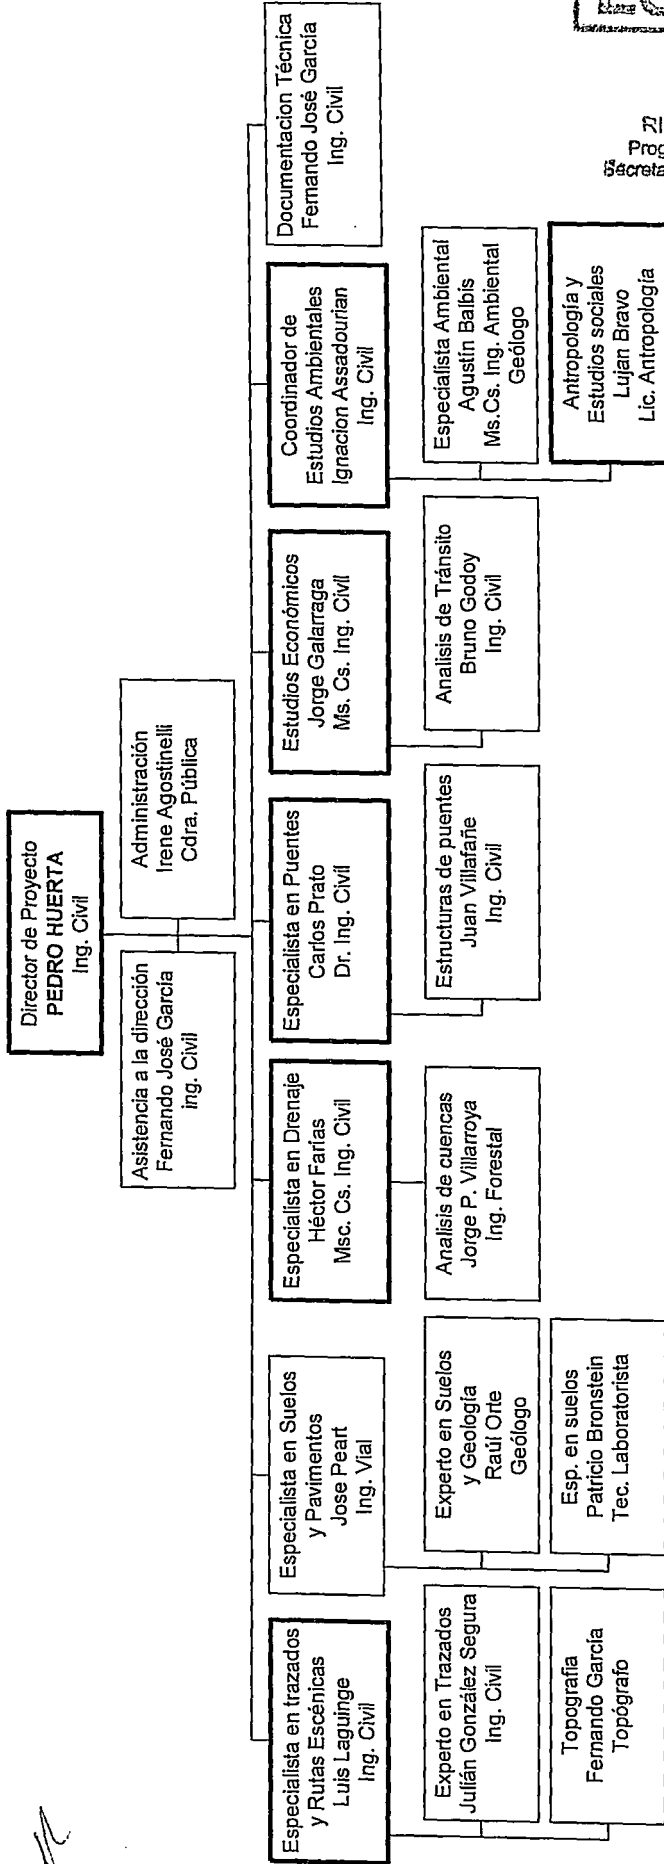 Director de Proyecto
PEDRO HUERTA
Ing. Civil
Asistencia a la dirección
Fernando José García
ing. Civil
Administración
Irene Agostinelli
Cdra. Pública
Especialista en trazados
y Rutas Escénicas
Luis Laguinge
Ing. Civil
Especialista en Suelos
y Pavimentos
Jose Peart
Ing. Vial
Especialista en Drenaje
Héctor Farías
Msc. Cs. Ing. Civil
Especialista en Puentes
Carlos Prato
Dr. Ing. Civil
Estudios Económicos
Jorge Galarraga
Ms. Cs. Ing. Civil
Coordinador de
Estudios Ambientales
Ignacion Assadourian
Ing. Civil
Documentacion Técnica
Fernando José García
Ing. Civil
Experto en Trazados
Julián González Segura
Ing. Civil
Experto en Suelos
y Geología
Raúl Orte
Geólogo
Analisis de cuencas
Jorge P. Villarroya
Ing. Forestal
Estructuras de puentes
Juan Villafañe
Ing. Civil
Analisis de Tránsito
Bruno Godoy
Ing. Civil
Especialista Ambiental
Agustín Balbis
Ms.Cs. Ing. Ambiental
Geólogo
Topografia
Fernando García
Topógrafo
Esp. en suelos
Patricio Bronstein
Tec. Laboratorista
Antropología y
Estudios sociales
Lujan Bravo
Lic. Antropología
Prog
Secreta